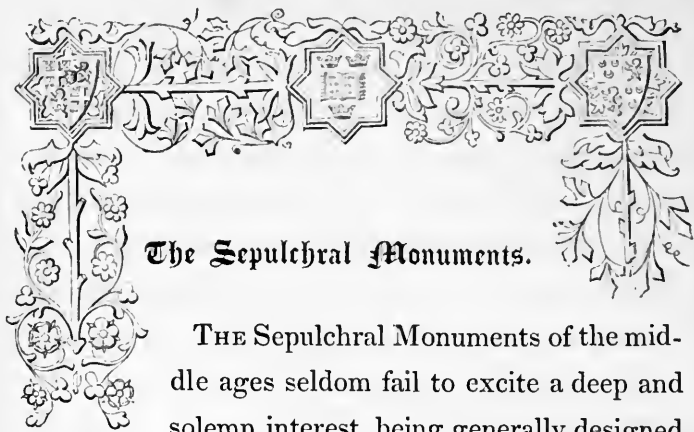 The Sepulchral Monuments.
THE Sepulchral Monuments of the mid-
dle ages seldom fail to excite a deep and
solemn interest, being generally designed